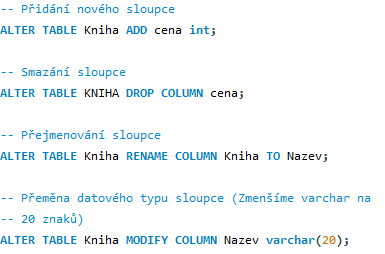 -- Přidání nového sloupce
ALTER TABLE Kniha ADD cena int;
-- Smazání sloupce
ALTER TABLE KNIHA DROP COLUMN cena;
-- Přejmenování sloupce
ALTER TABLE Kniha RENAME COLUMN Kniha TO Nazev;
-- Přeměna datového typu sloupce (Zmenšíme varchar na
-- 20 znaků)
ALTER TABLE Kniha MODIFY COLUMN Nazev varchar(20);